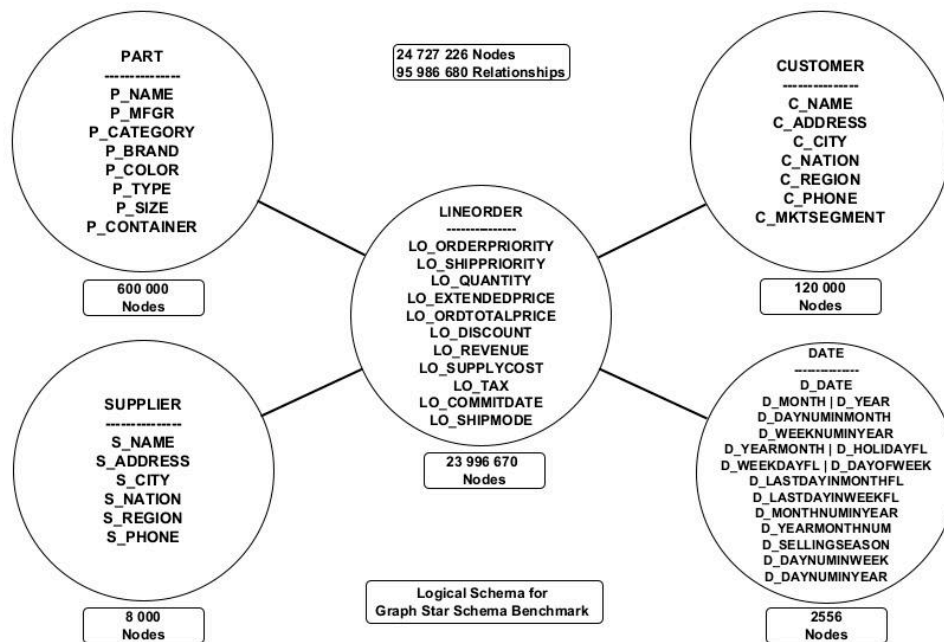 PART
---------------
P_NAME
P_MFGR
P_CATEGORY
P_BRAND
P_COLOR
P_TYPE
P_SIZE
P_CONTAINER
600 000
Nodes
24 727 226 Nodes
95 986 680 Relationships
CUSTOMER
---------------
C_NAME
C_ADDRESS
C_CITY
C_NATION
C_REGION
C_PHONE
C_MKTSEGMENT
120 000
Nodes
LINEORDER
---------------
LO_ORDERPRIORITY
LO_SHIPPRIORITY
LO_QUANTITY
LO_EXTENDEDPRICE
LO_ORDTOTALPRICE
LO_DISCOUNT
LO_REVENUE
LO_SUPPLYCOST
LO_TAX
LO_COMMITDATE
LO_SHIPMODE
23 996 670
Nodes
SUPPLIER
---------------
S_NAME
S_ADDRESS
S_CITY
S_NATION
S_REGION
S_PHONE
8 000
Nodes
DATE
---------------
D_DATE
D_MONTH | D_YEAR
D_DAYNUMINMONTH
D_WEEKNUMINYEAR
D_YEARMONTH | D_HOLIDAYFL
D_WEEKDAYFL | D_DAYOFWEEK
D_LASTDAYINMONTHFL
D_LASTDAYINWEEKFL
D_MONTHNUMINYEAR
D_YEARMONTHNUM
D_SELLINGSEASON
D_DAYNUMINWEEK
D_DAYNUMINYEAR
2556
Nodes
Logical Schema for
Graph Star Schema Benchmark